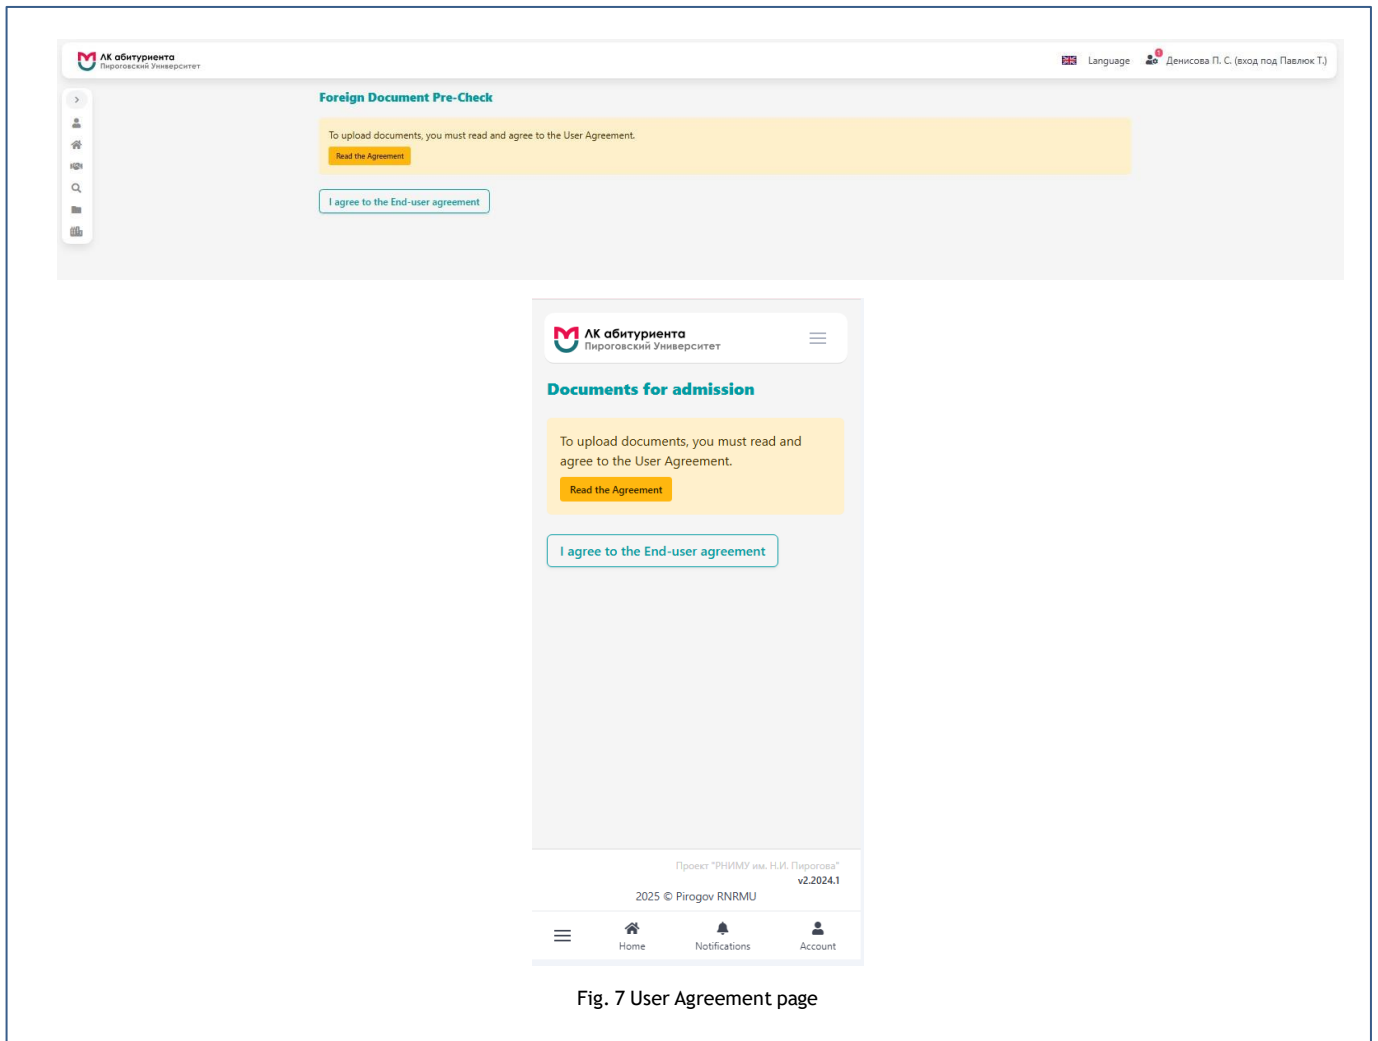 ЛК абитуриента
Пироговский Университет
Language
1
Денисова П. С. (вход под Павлюк Т.)
Foreign Document Pre-Check
To upload documents, you must read and agree to the User Agreement.
Read the Agreement
I agree to the End-user agreement
ЛК абитуриента
Пироговский Университет
Documents for admission
To upload documents, you must read and
agree to the User Agreement.
Read the Agreement
I agree to the End-user agreement
Проект "РНИМУ им. Н.И. Пирогова"
v2.2024.1
2025 © Pirogov RNRMU
Home
Notifications
Account
Fig. 7 User Agreement page